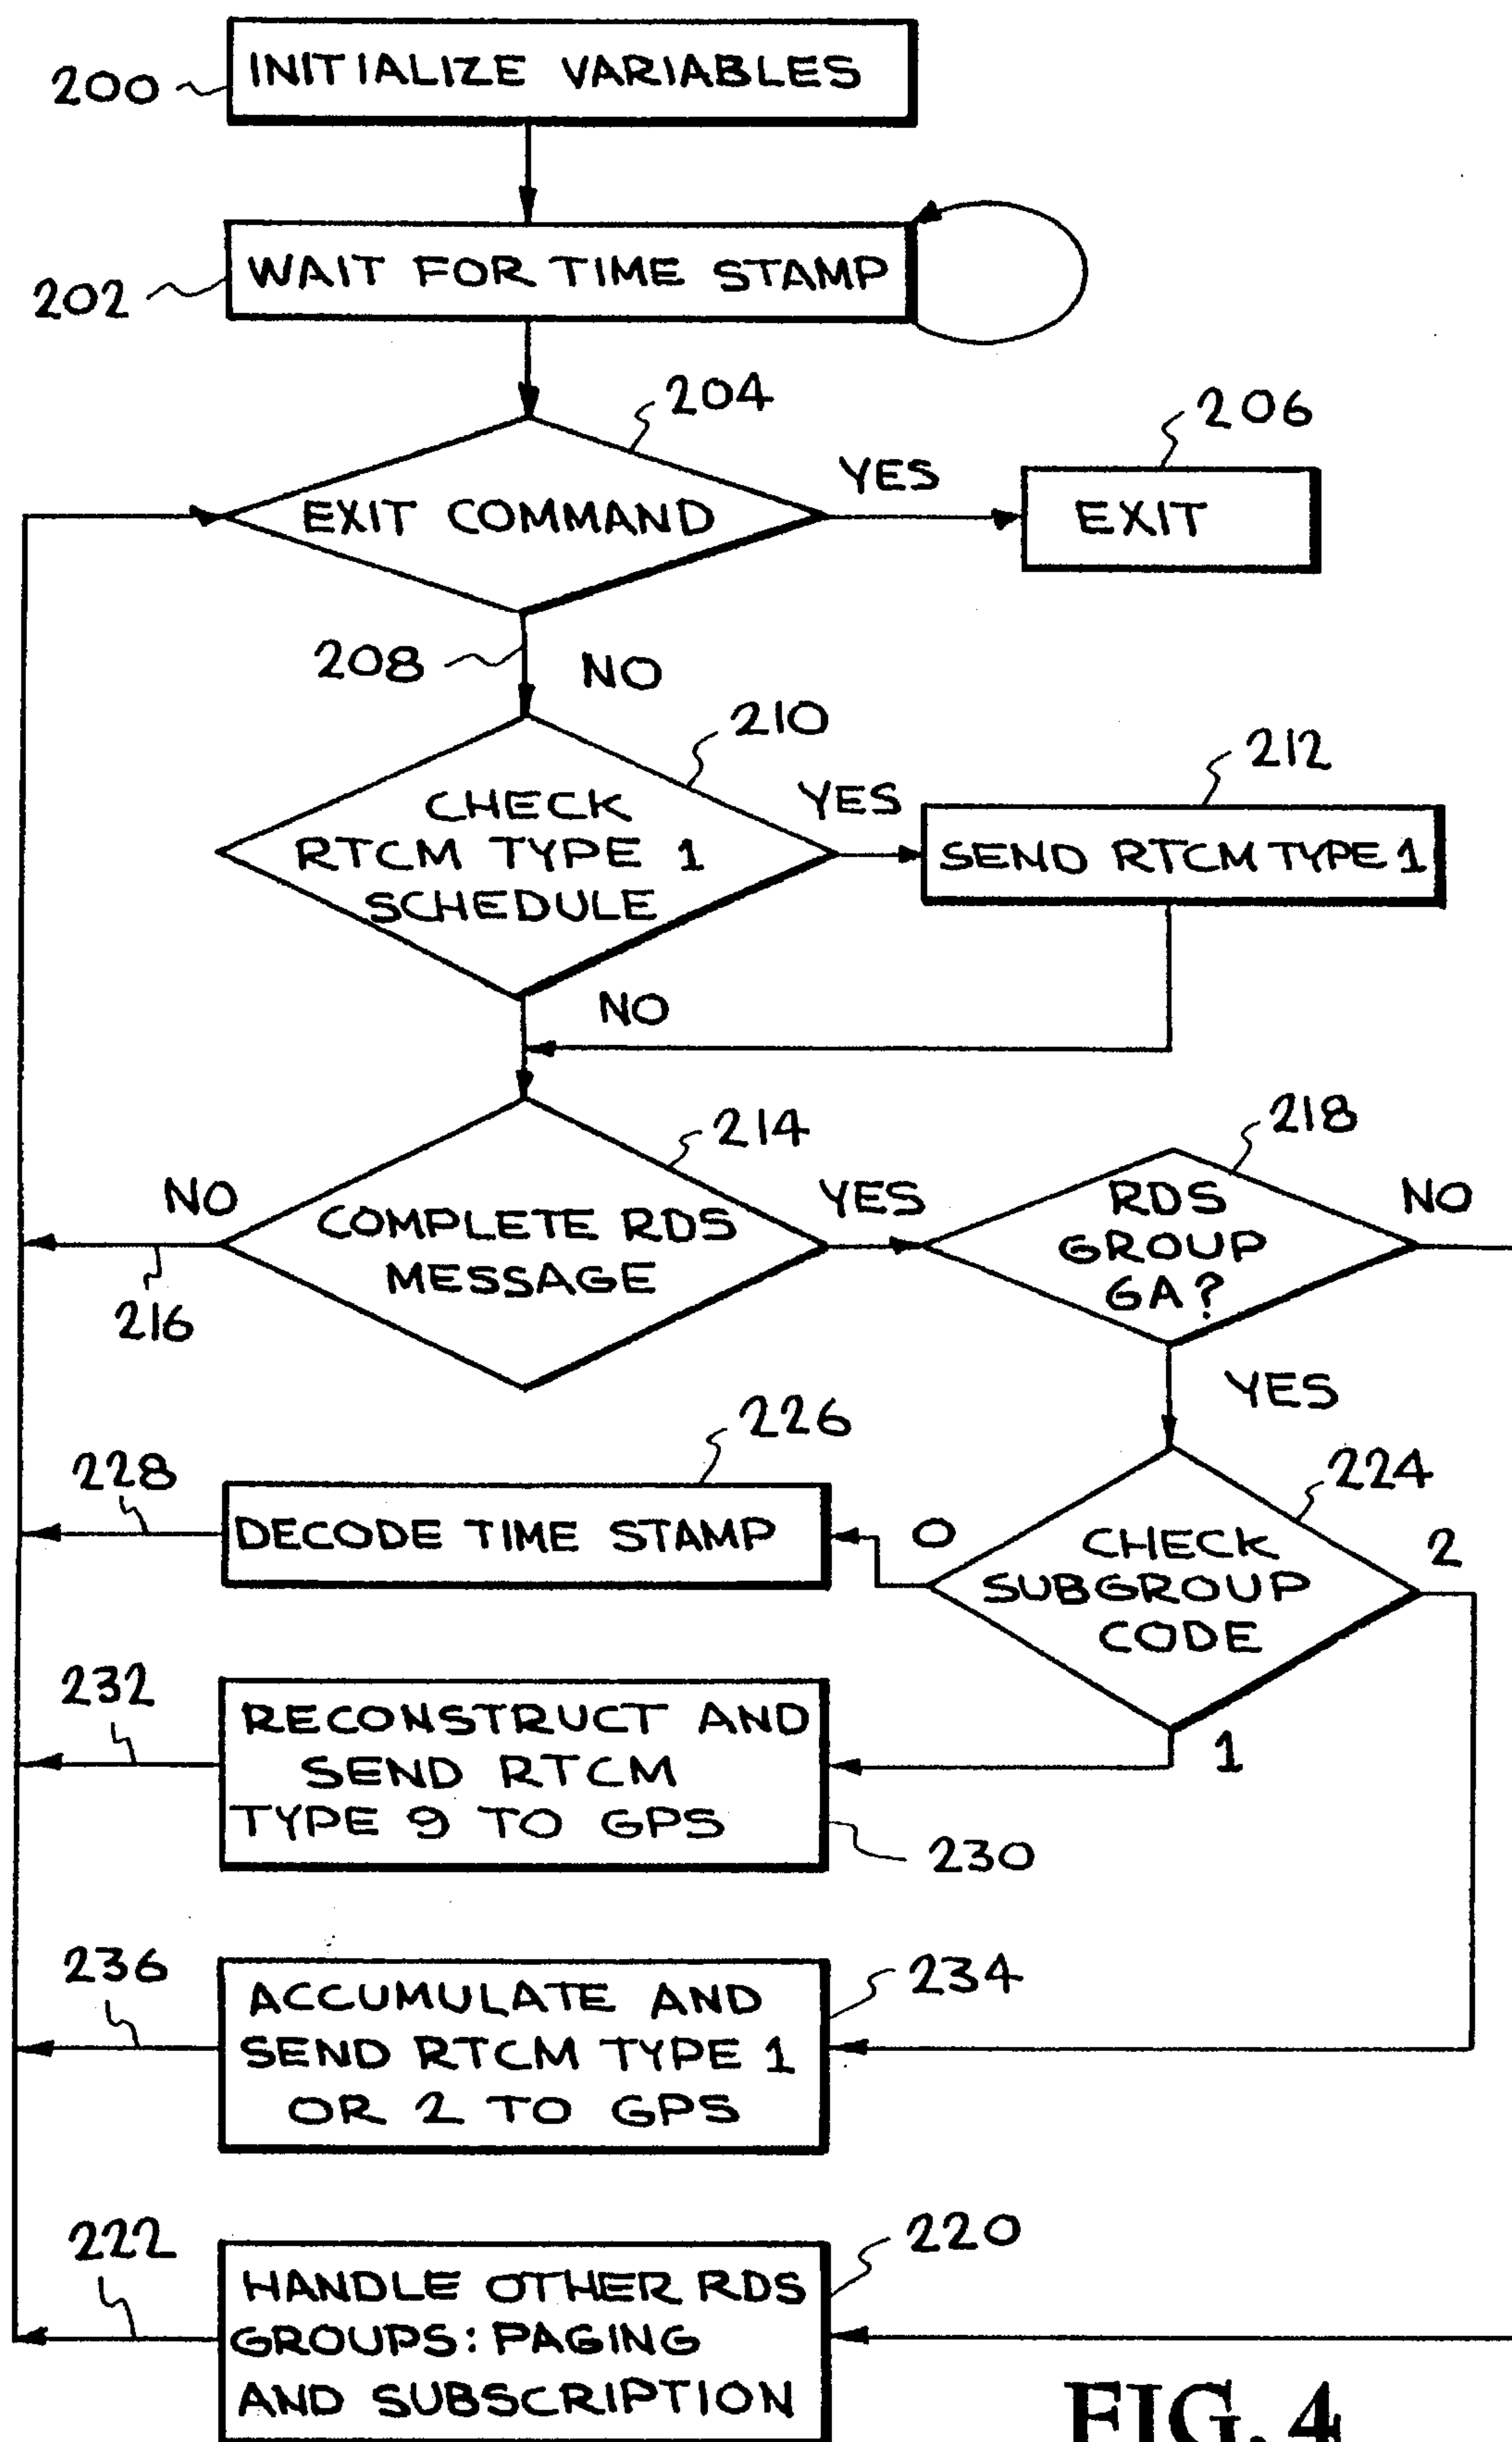 200
INITIALIZE VARIABLES
202
WAIT FOR TIME STAMP
204
EXIT COMMAND
YES
206
EXIT
208
NO
210
CHECK
RTCM TYPE 1
SCHEDULE
YES
212
SEND RTCM TYPE 1
NO
214
COMPLETE RDS
MESSAGE
NO
216
YES
218
RDS
GROUP
GA?
NO
YES
224
CHECK
SUBGROUP
CODE
0
1
2
226
DECODE TIME STAMP
228
RECONSTRUCT AND
SEND RTCM
TYPE 9 TO GPS
230
232
ACCUMULATE AND
SEND RTCM TYPE 1
OR 2 TO GPS
234
236
HANDLE OTHER RDS
GROUPS: PAGING
AND SUBSCRIPTION
220
222
FIG. 4